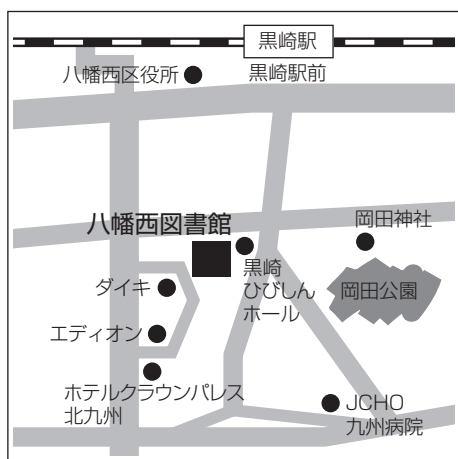 黒崎駅
八幡西区役所
黒崎駅前
八幡西図書館
岡田神社
黒崎
ひびしん
ホール
岡田公園
ダイキ
エディオン
ホテルクラウンパレス
北九州
JCHO
九州病院